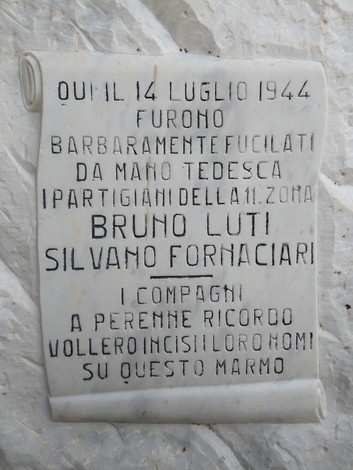 QUI IL 14 LUGLIO 1944
FURONO
BARBARAMENTE FUCILATI
DA MANO TEDESCA
I PARTIGIANI DELLA 11. ZONA
BRUNO LUTI
SILVANO FORNACIARI
I COMPAGNI
A PERENNE RICORDO
VOLLERO INCISI I LORO NOMI
SU QUESTO MARMO